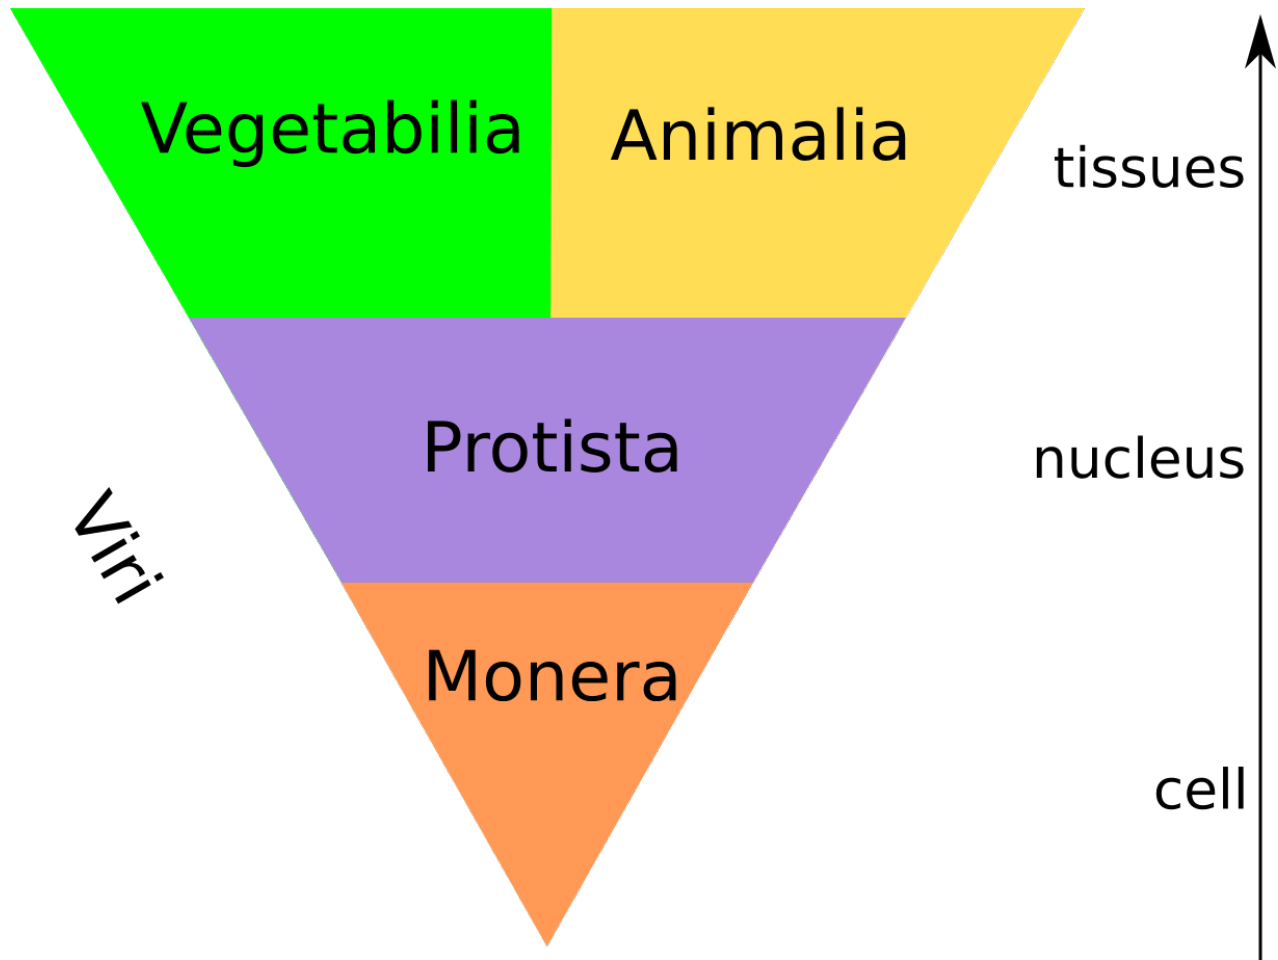 Vegetabilia
Animalia
tissues
Protista
nucleus
Viri
Monera
cell